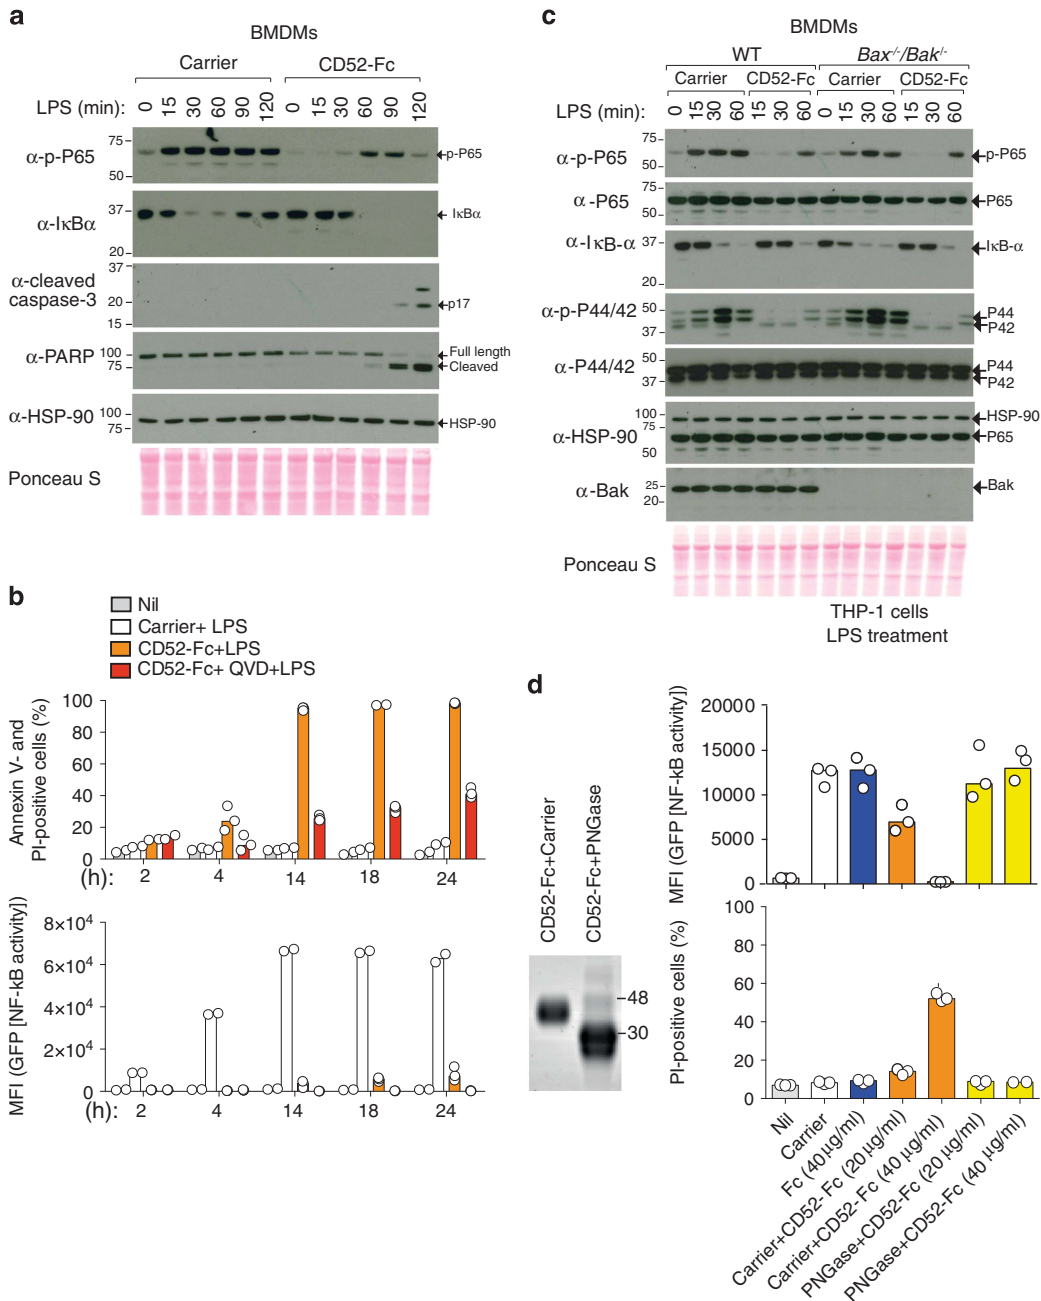 a
BMDMs
Carrier CD52-Fc
LPS (min): 0 15 30 60 90 120 0 15 30 60 90 120
α-p-P65 75 50 p-P65
α-IκBα 37 20 IκBα
α-cleaved caspase-3 37 20 15 p17
α-PARP 100 75 Full length Cleaved
α-HSP-90 100 75 HSP-90
Ponceau S
b
Nil
Carrier+ LPS
CD52-Fc+LPS
CD52-Fc+ QVD+LPS
Annexin V- and PI-positive cells (%)
100
80
60
40
20
0
(h): 2 4 14 18 24
MFI (GFP [NF-kB activity])
8×10⁴
6×10⁴
4×10⁴
2×10⁴
0
(h): 2 4 14 18 24
c
BMDMs
WT Bax-/-/Bak-/-
Carrier CD52-Fc Carrier CD52-Fc
LPS (min): 0 15 30 60 15 30 60 0 15 30 60 15 30 60
α-p-P65 75 50 p-P65
α-P65 75 50 P65
α-IκB-α 37 20 IκB-α
α-p-P44/42 50 37 P44 P42
α-P44/42 50 37 P44 P42
α-HSP-90 100 75 50 HSP-90 P65
α-Bak 25 20 Bak
Ponceau S
THP-1 cells
LPS treatment
d
CD52-Fc+Carrier
CD52-Fc+PNGase
48
30
MFI (GFP [NF-kB activity])
20000
15000
10000
5000
0
PI-positive cells (%)
100
80
60
40
20
0
Nil
Carrier
Fc (40 µg/ml)
Carrier+CD52- Fc (20 µg/ml)
Carrier+CD52- Fc (40 µg/ml)
PNGase+CD52-Fc (20 µg/ml)
PNGase+CD52-Fc (40 µg/ml)